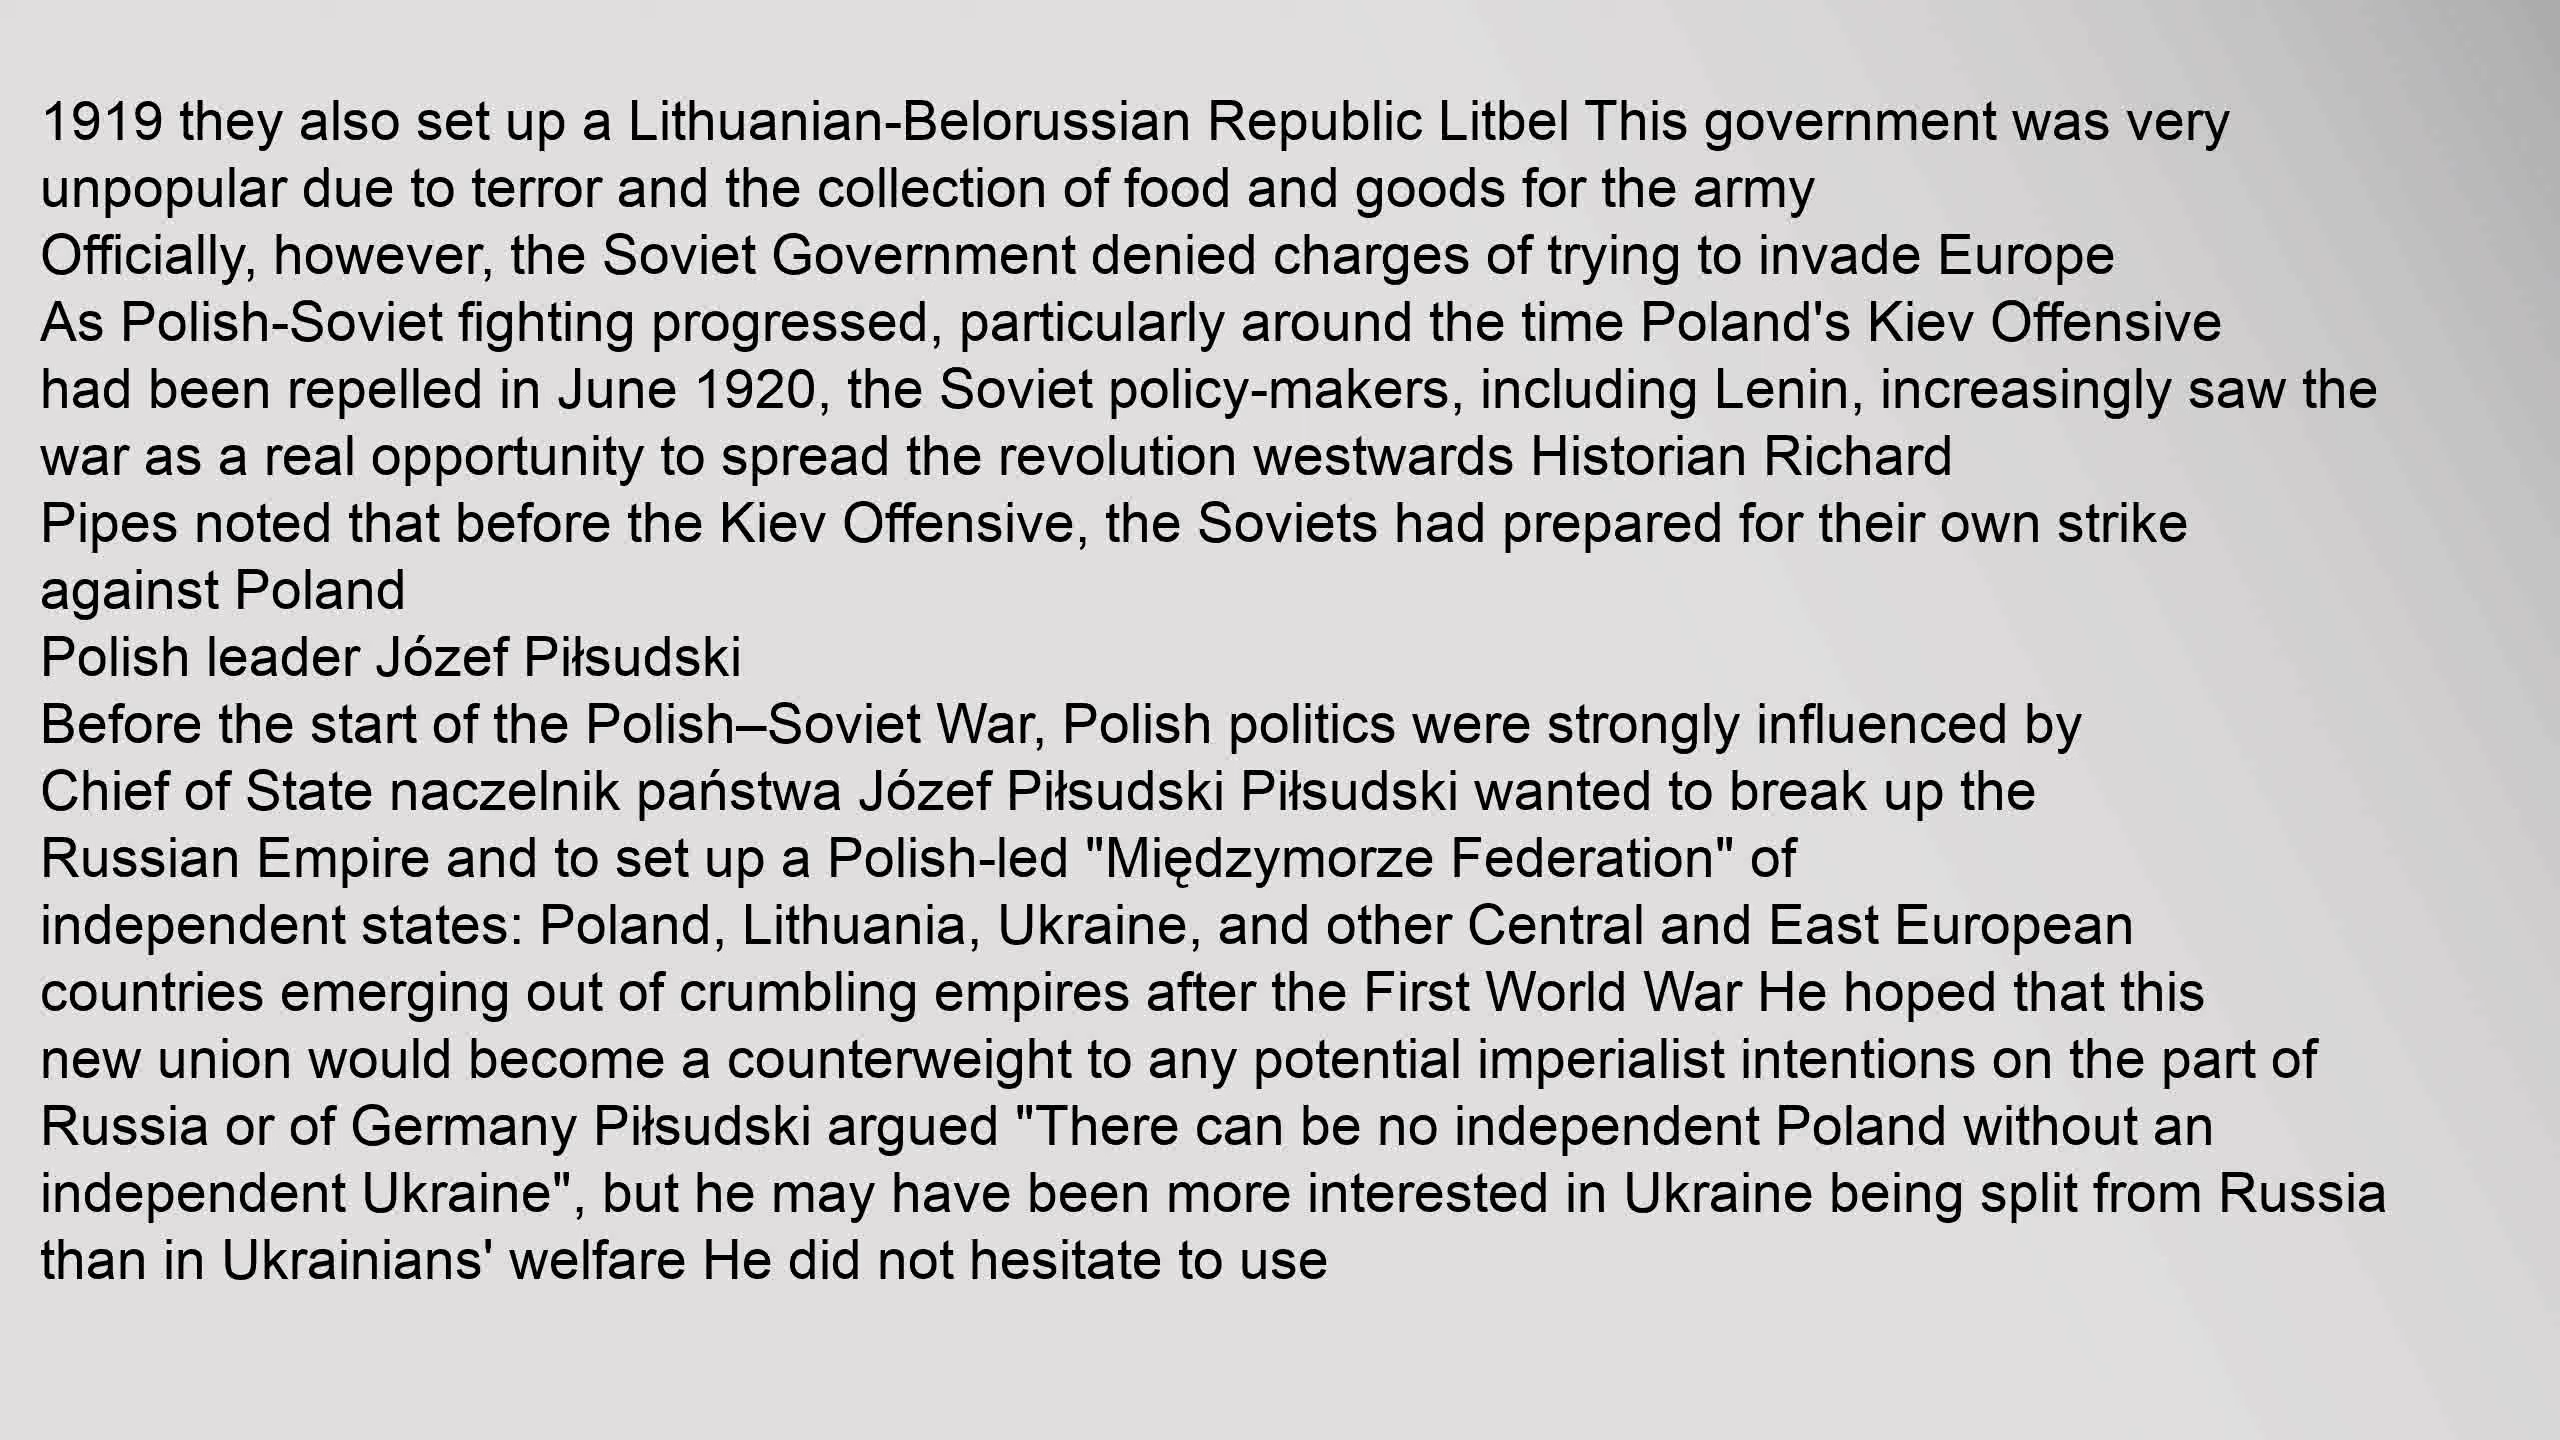 1919 they also set up a Lithuanian-Belorussian Republic Litbel This government was very
unpopular due to terror and the collection of food and goods for the army
Officially, however, the Soviet Government denied charges of trying to invade Europe
As Polish-Soviet fighting progressed, particularly around the time Poland's Kiev Offensive
had been repelled in June 1920, the Soviet policy-makers, including Lenin, increasingly saw the
war as a real opportunity to spread the revolution westwards Historian Richard
Pipes noted that before the Kiev Offensive, the Soviets had prepared for their own strike
against Poland
Polish leader Józef Piłsudski
Before the start of the Polish–Soviet War, Polish politics were strongly influenced by
Chief of State naczelnik państwa Józef Piłsudski Piłsudski wanted to break up the
Russian Empire and to set up a Polish-led "Międzymorze Federation" of
independent states: Poland, Lithuania, Ukraine, and other Central and East European
countries emerging out of crumbling empires after the First World War He hoped that this
new union would become a counterweight to any potential imperialist intentions on the part of
Russia or of Germany Piłsudski argued "There can be no independent Poland without an
independent Ukraine", but he may have been more interested in Ukraine being split from Russia
than in Ukrainians' welfare He did not hesitate to use